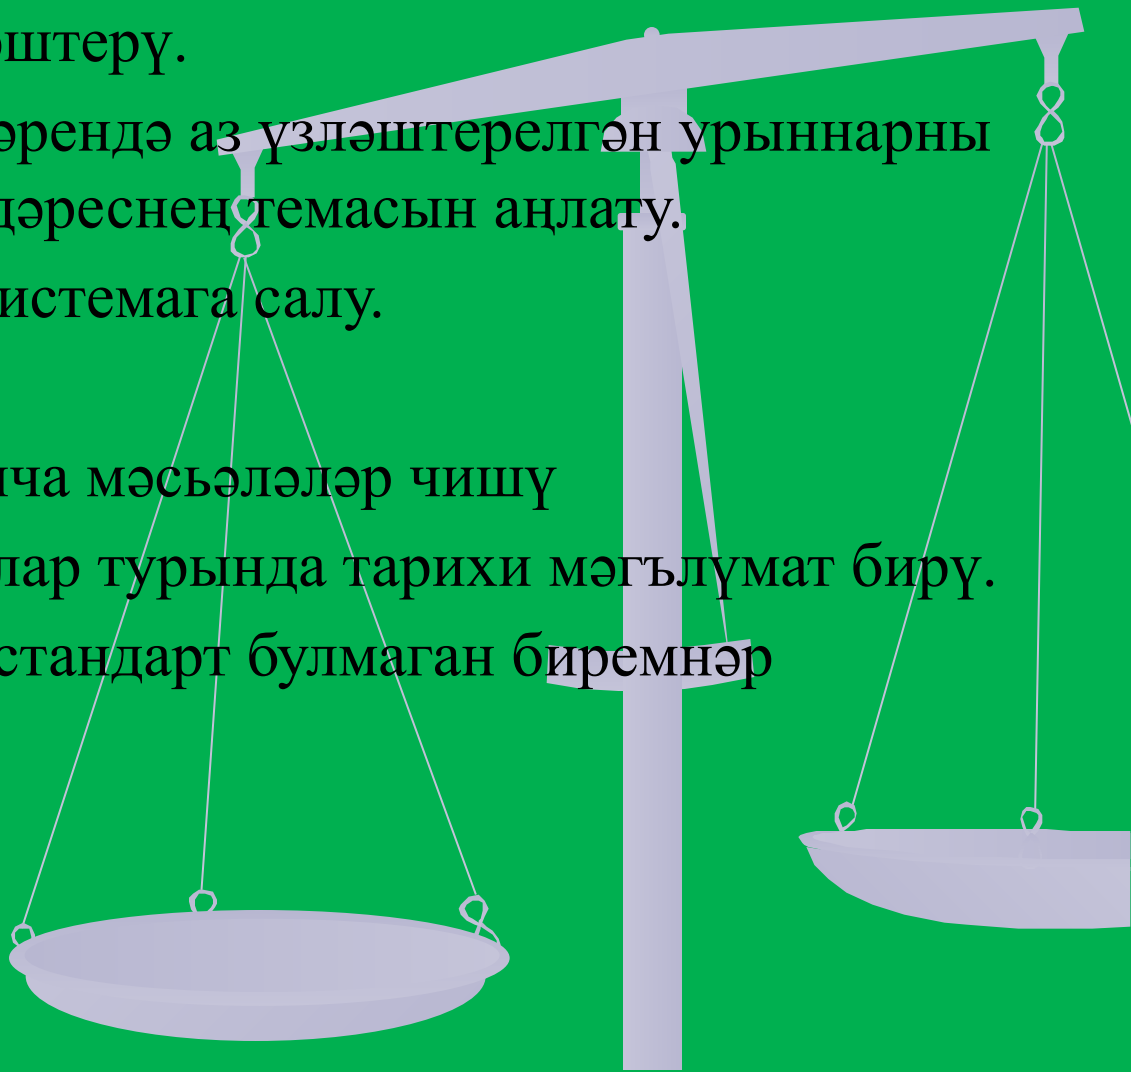 штерү.
әрендә аз үзләштерелгән урыннарны
дәреснең темасын аңлату.
истемага салу.
ча мәсьәләләр чишү
лар турында тарихи мәгълүмат бирү.
стандарт булмаган биремнәр